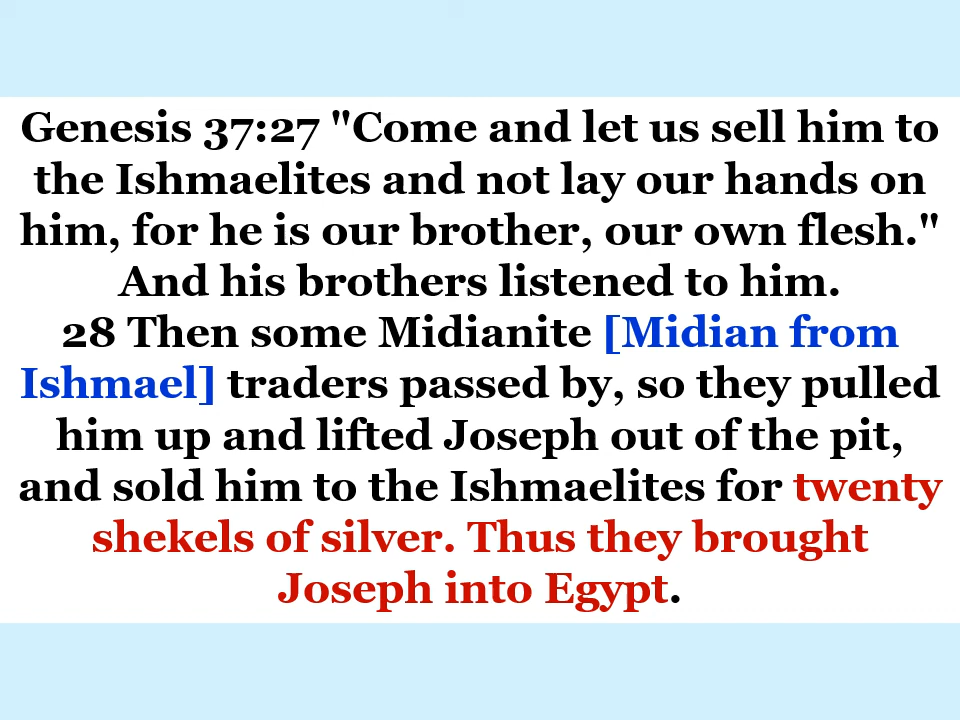 Genesis 37:27 "Come and let us sell him to
the Ishmaelites and not lay our hands on
him, for he is our brother, our own flesh."
And his brothers listened to him.
28 Then some Midianite [Midian from
Ishmael] traders passed by, so they pulled
him up and lifted Joseph out of the pit,
and sold him to the Ishmaelites for twenty
shekels of silver. Thus they brought
Joseph into Egypt.